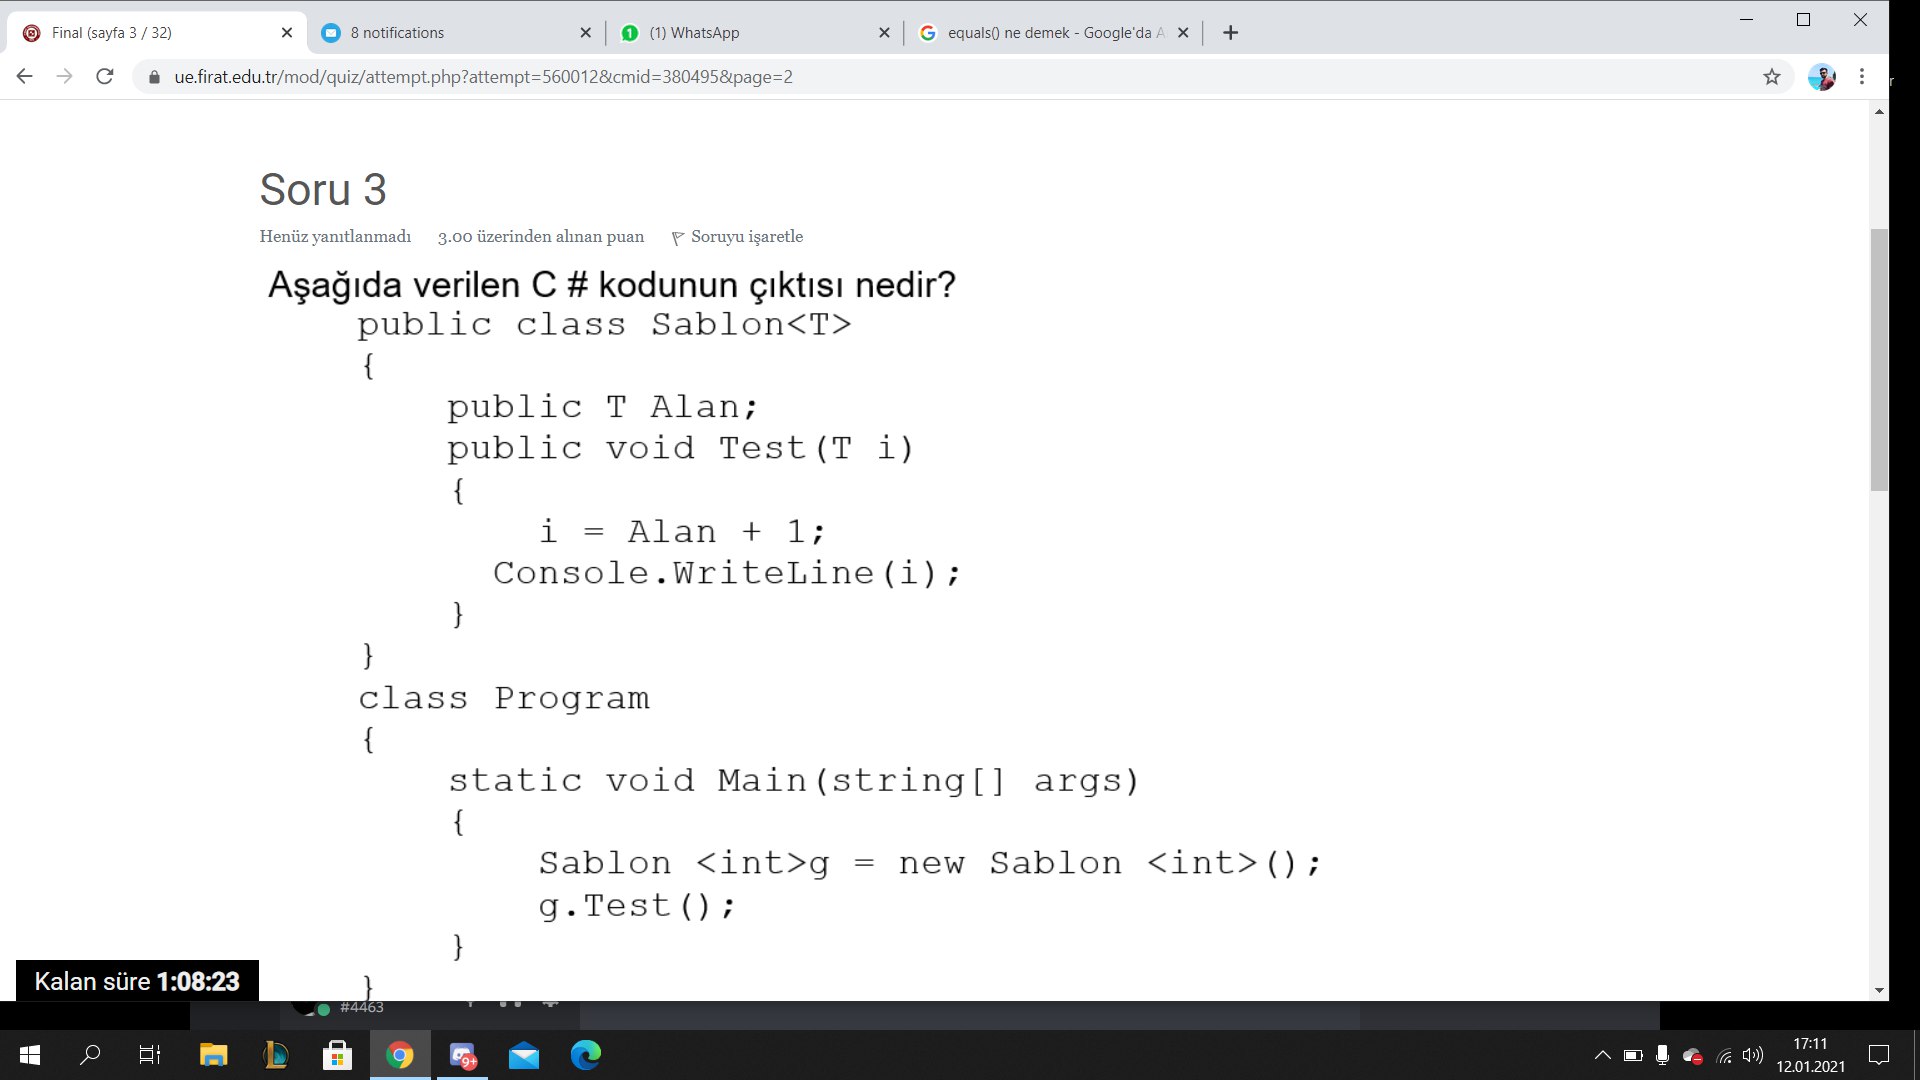 Final (sayfa 3 / 32)
8 notifications
(1) WhatsApp
equals() ne demek - Google'da A
ue.firat.edu.tr/mod/quiz/attempt.php?attempt=560012&cmid=380495&page=2
Soru 3
Henüz yanıtlanmadı 3.00 üzerinden alınan puan Soruyu işaretle
Aşağıda verilen C # kodunun çıktısı nedir?
public class Sablon<T>
{
public T Alan;
public void Test(T i)
{
i = Alan + 1;
Console.WriteLine(i);
}
}
class Program
{
static void Main(string[] args)
{
Sablon <int>g = new Sablon <int>();
g.Test();
}
}
Kalan süre 1:08:23
#4463
9+
17:11
12.01.2021